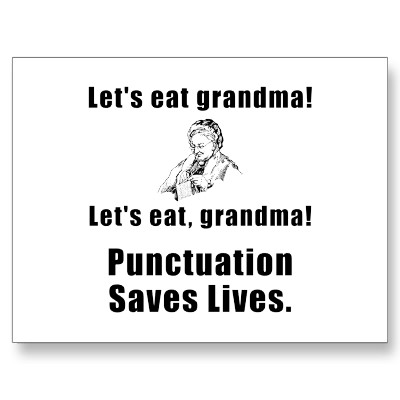 Let's eat grandma!
Let's eat, grandma!
Punctuation
Saves Lives.